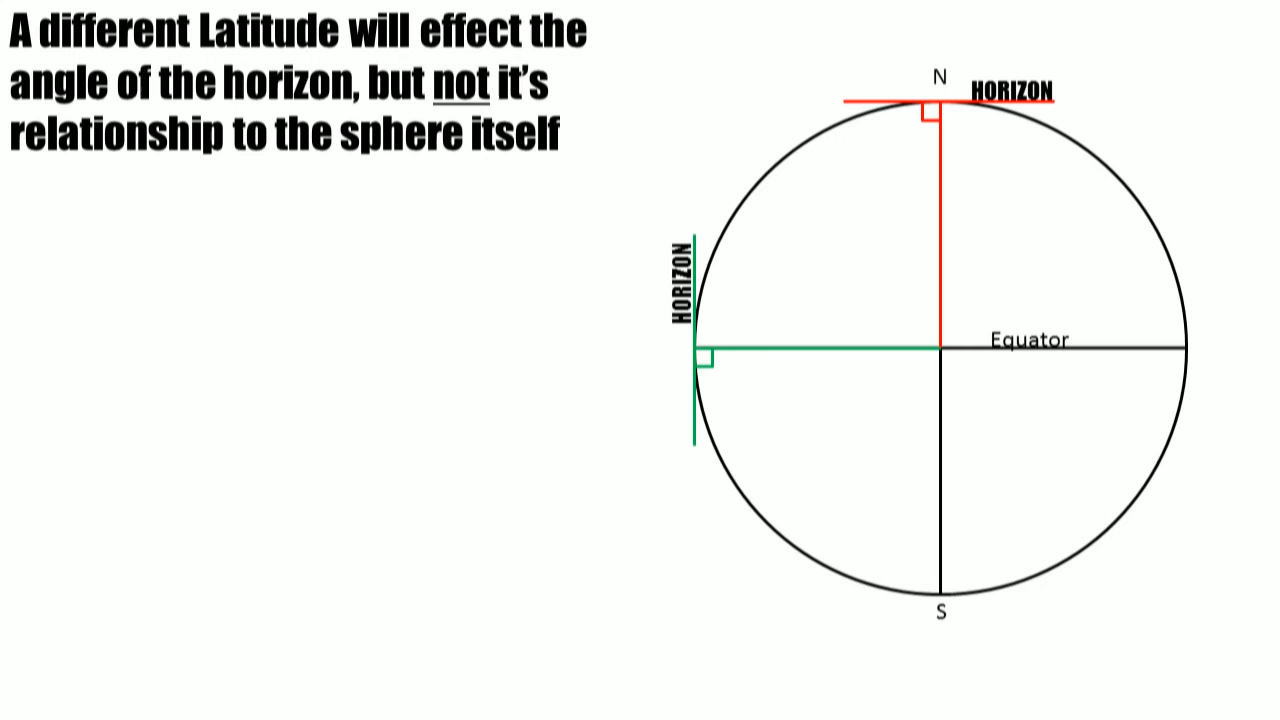 A different Latitude will effect the
angle of the horizon, but not it's
relationship to the sphere itself
N
HORIZON
HORIZON
Equator
S